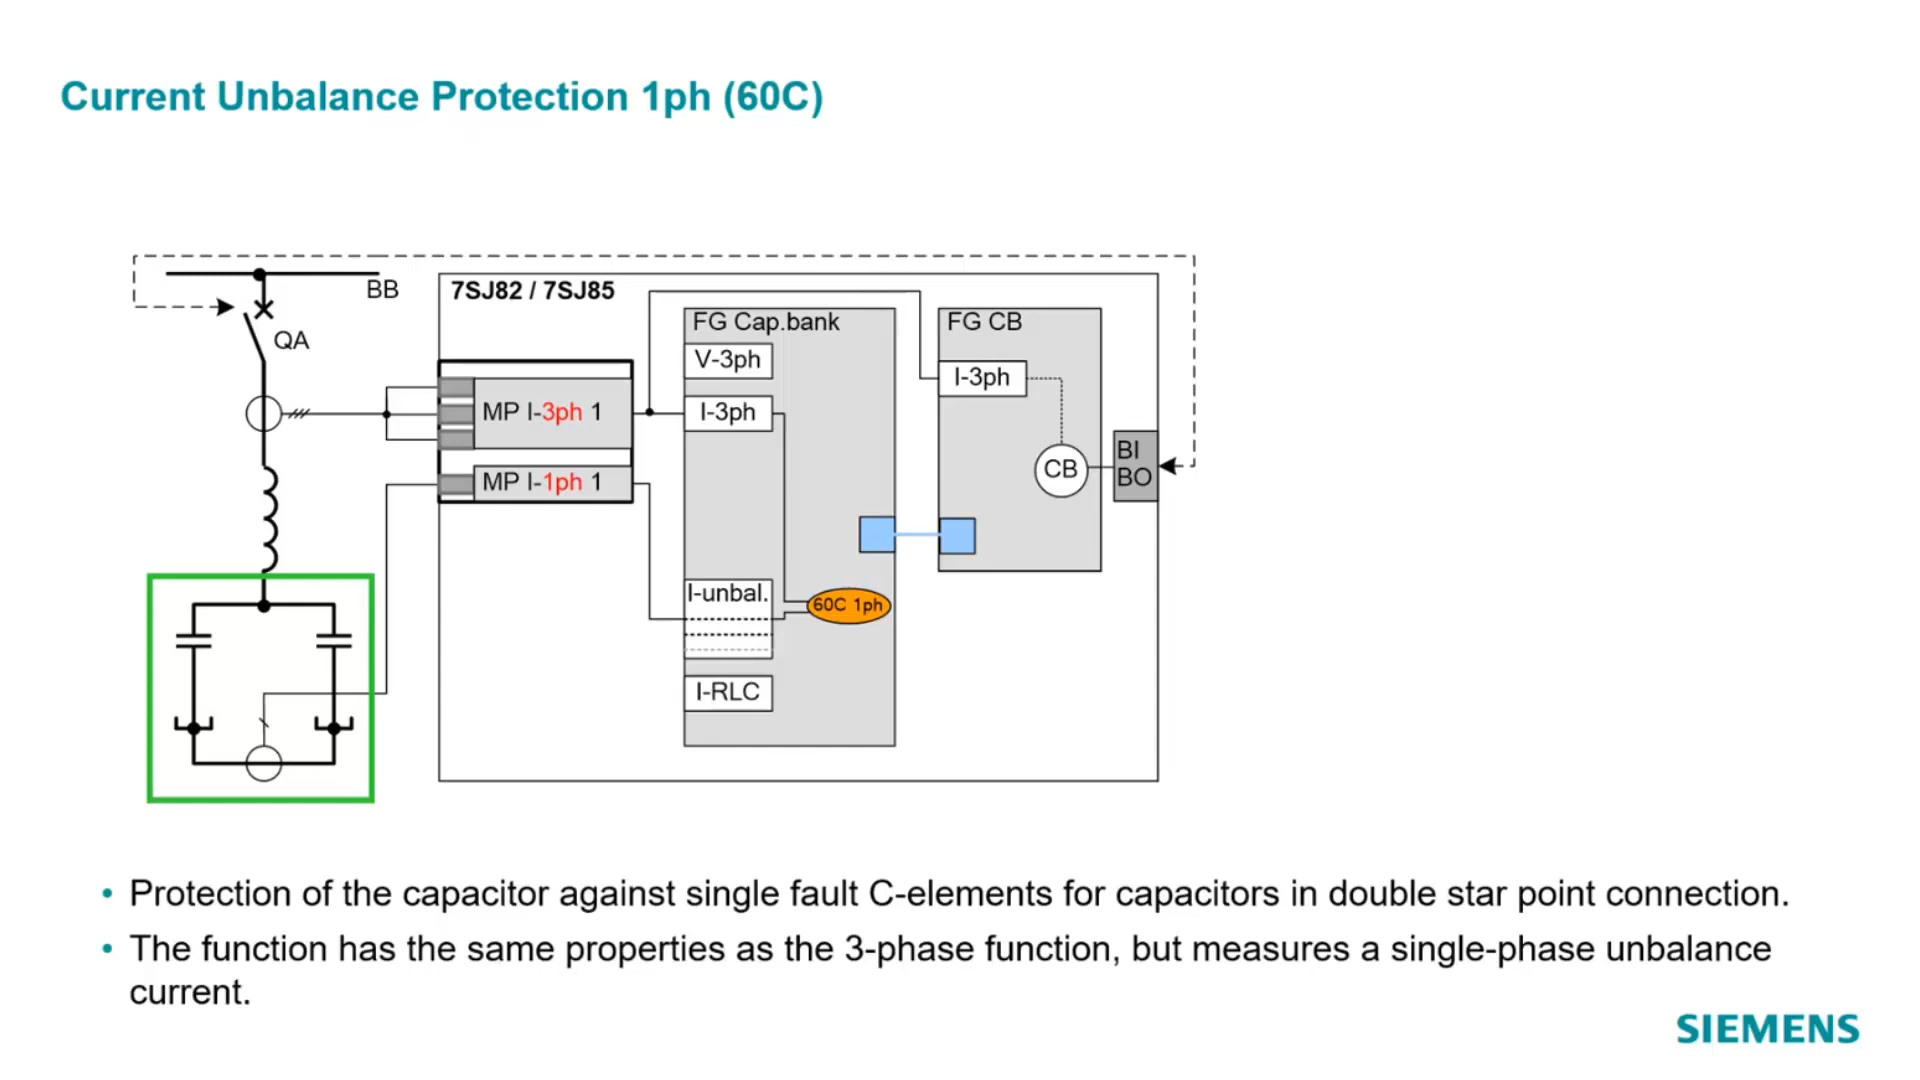 Current Unbalance Protection 1ph (60C)
BB
QA
7SJ82 / 7SJ85
MP I-3ph 1
MP I-1ph 1
FG Cap.bank
V-3ph
I-3ph
I-unbal.
60C 1ph
I-RLC
FG CB
I-3ph
CB
BI
BO
• Protection of the capacitor against single fault C-elements for capacitors in double star point connection.
• The function has the same properties as the 3-phase function, but measures a single-phase unbalance
current.
SIEMENS